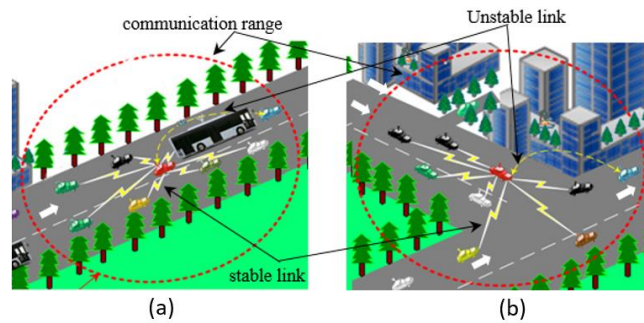 communication range
Unstable link
stable link
(a)
(b)